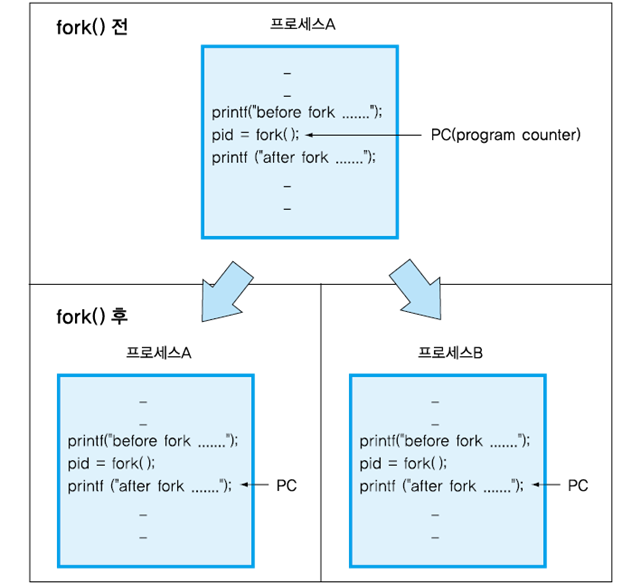 fork() 전
프로세스A
–
–
printf("before fork .......");
pid = fork( );
PC(program counter)
printf ("after fork .......");
–
–
fork() 후
프로세스A
–
–
printf("before fork .......");
pid = fork( );
printf ("after fork .......");
PC
–
–
프로세스B
–
–
printf("before fork .......");
pid = fork( );
printf ("after fork .......");
PC
–
–